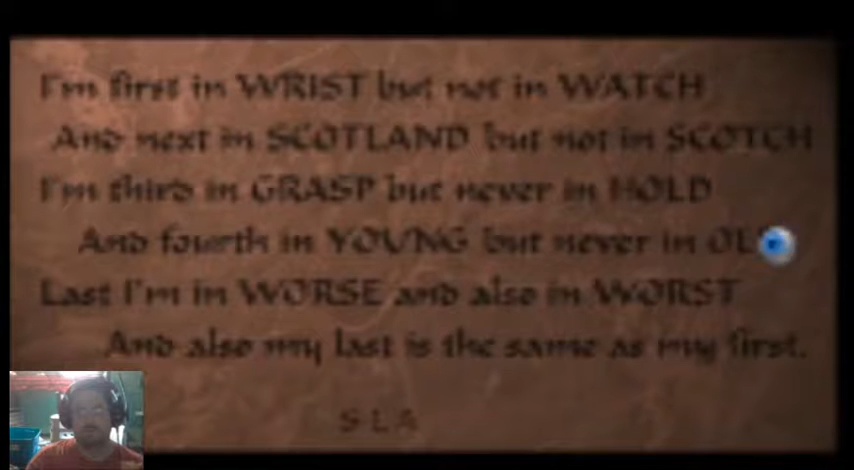 I'm first in WRIST but not in WATCH
And next in SCOTLAND but not in SCOTCH
I'm third in GRASP but never in HOLD
And fourth in YOUNG but never in OL
Last I'm in WORSE and also in WORST
And also my last is the same as my first.
S L A